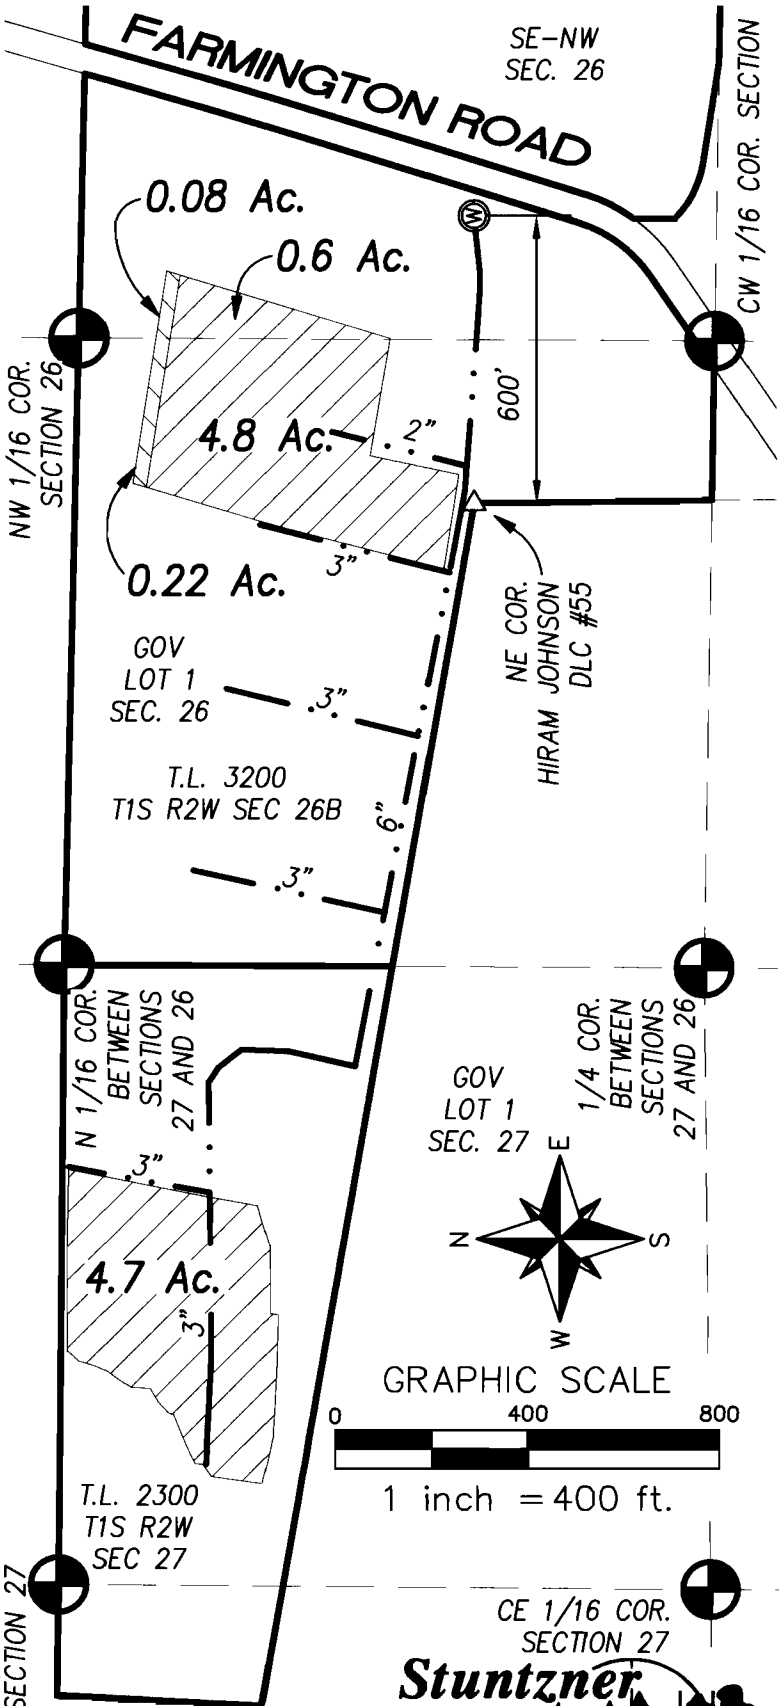 FARMINGTON ROAD
SE-NW
SEC. 26
CW 1/16 COR. SECTION
0.08 Ac.
0.6 Ac.
W
NW 1/16 COR.
SECTION 26
600'
4.8 Ac.
2"
3"
0.22 Ac.
NE COR.
HIRAM JOHNSON
DLC #55
GOV
LOT 1
SEC. 26
3"
T.L. 3200
T1S R2W SEC 26B
6"
3"
N 1/16 COR.
BETWEEN
SECTIONS
27 AND 26
1/4 COR.
BETWEEN
SECTIONS
27 AND 26
GOV
LOT 1
SEC. 27
E
N
S
W
3"
4.7 Ac.
3"
GRAPHIC SCALE
0 400 800
1 inch = 400 ft.
T.L. 2300
T1S R2W
SEC 27
SECTION 27
CE 1/16 COR.
SECTION 27
Stuntzner